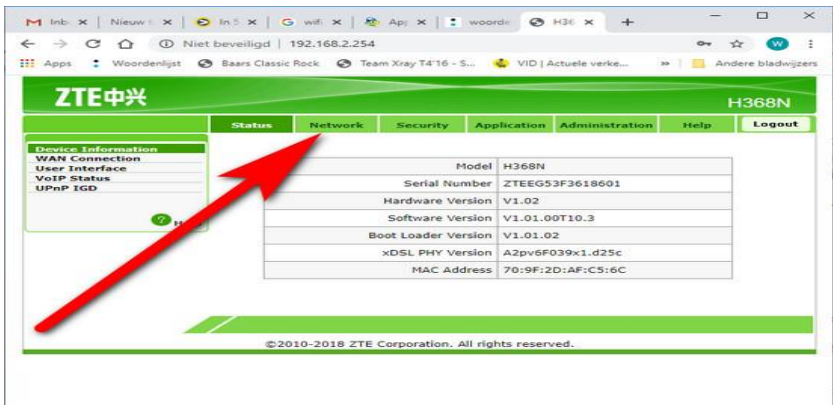 Inb Nieuw In 5 wifi App woorde H36
Niet beveiligd | 192.168.2.254 W
Apps Woordenlijst Baars Classic Rock Team Xray T4'16 - S... VID | Actuele verke... » Andere bladwijzers
ZTE中兴
H368N
Status Network Security Application Administration Help Logout
Device Information
WAN Connection
User Interface
VoIP Status
UPnP IGD
Model H368N
Serial Number ZTEEG53F3618601
Hardware Version V1.02
Software Version V1.01.00T10.3
Boot Loader Version V1.01.02
xDSL PHY Version A2pv6F039x1.d25c
MAC Address 70:9F:2D:AF:C5:6C
©2010-2018 ZTE Corporation. All rights reserved.